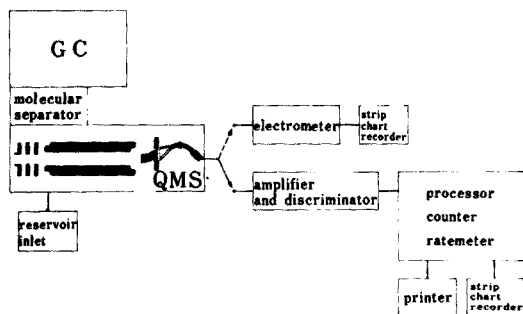 GC
molecular
separator
QMS
reservoir
inlet
electrometer
strip
chart
recorder
amplifier
and discriminator
processor
counter
ratemeter
printer
strip
chart
recorder